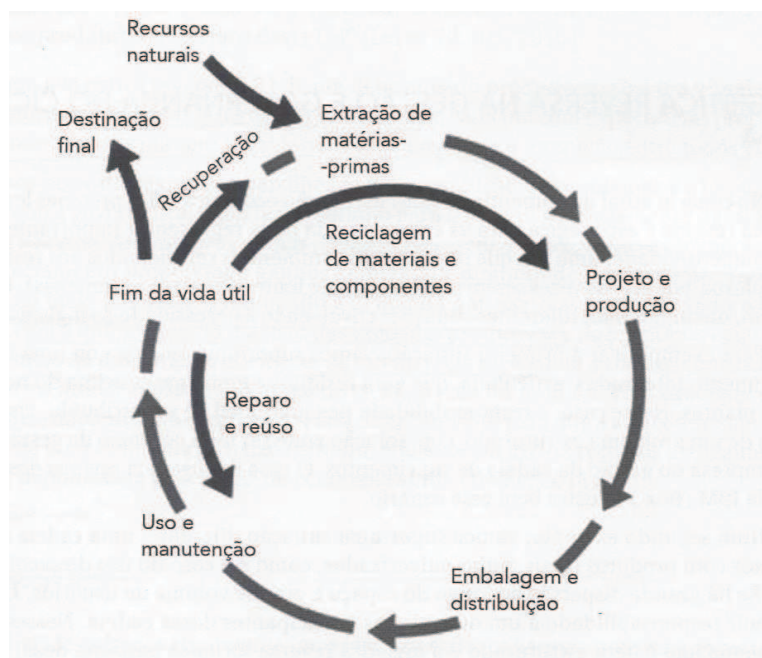 Recursos
naturais
Destinação
final
Recuperação
Extração de
matérias-
-primas
Reciclagem
de materiais e
componentes
Projeto e
produção
Fim da vida útil
Reparo
e reúso
Uso e
manutenção
Embalagem e
distribuição